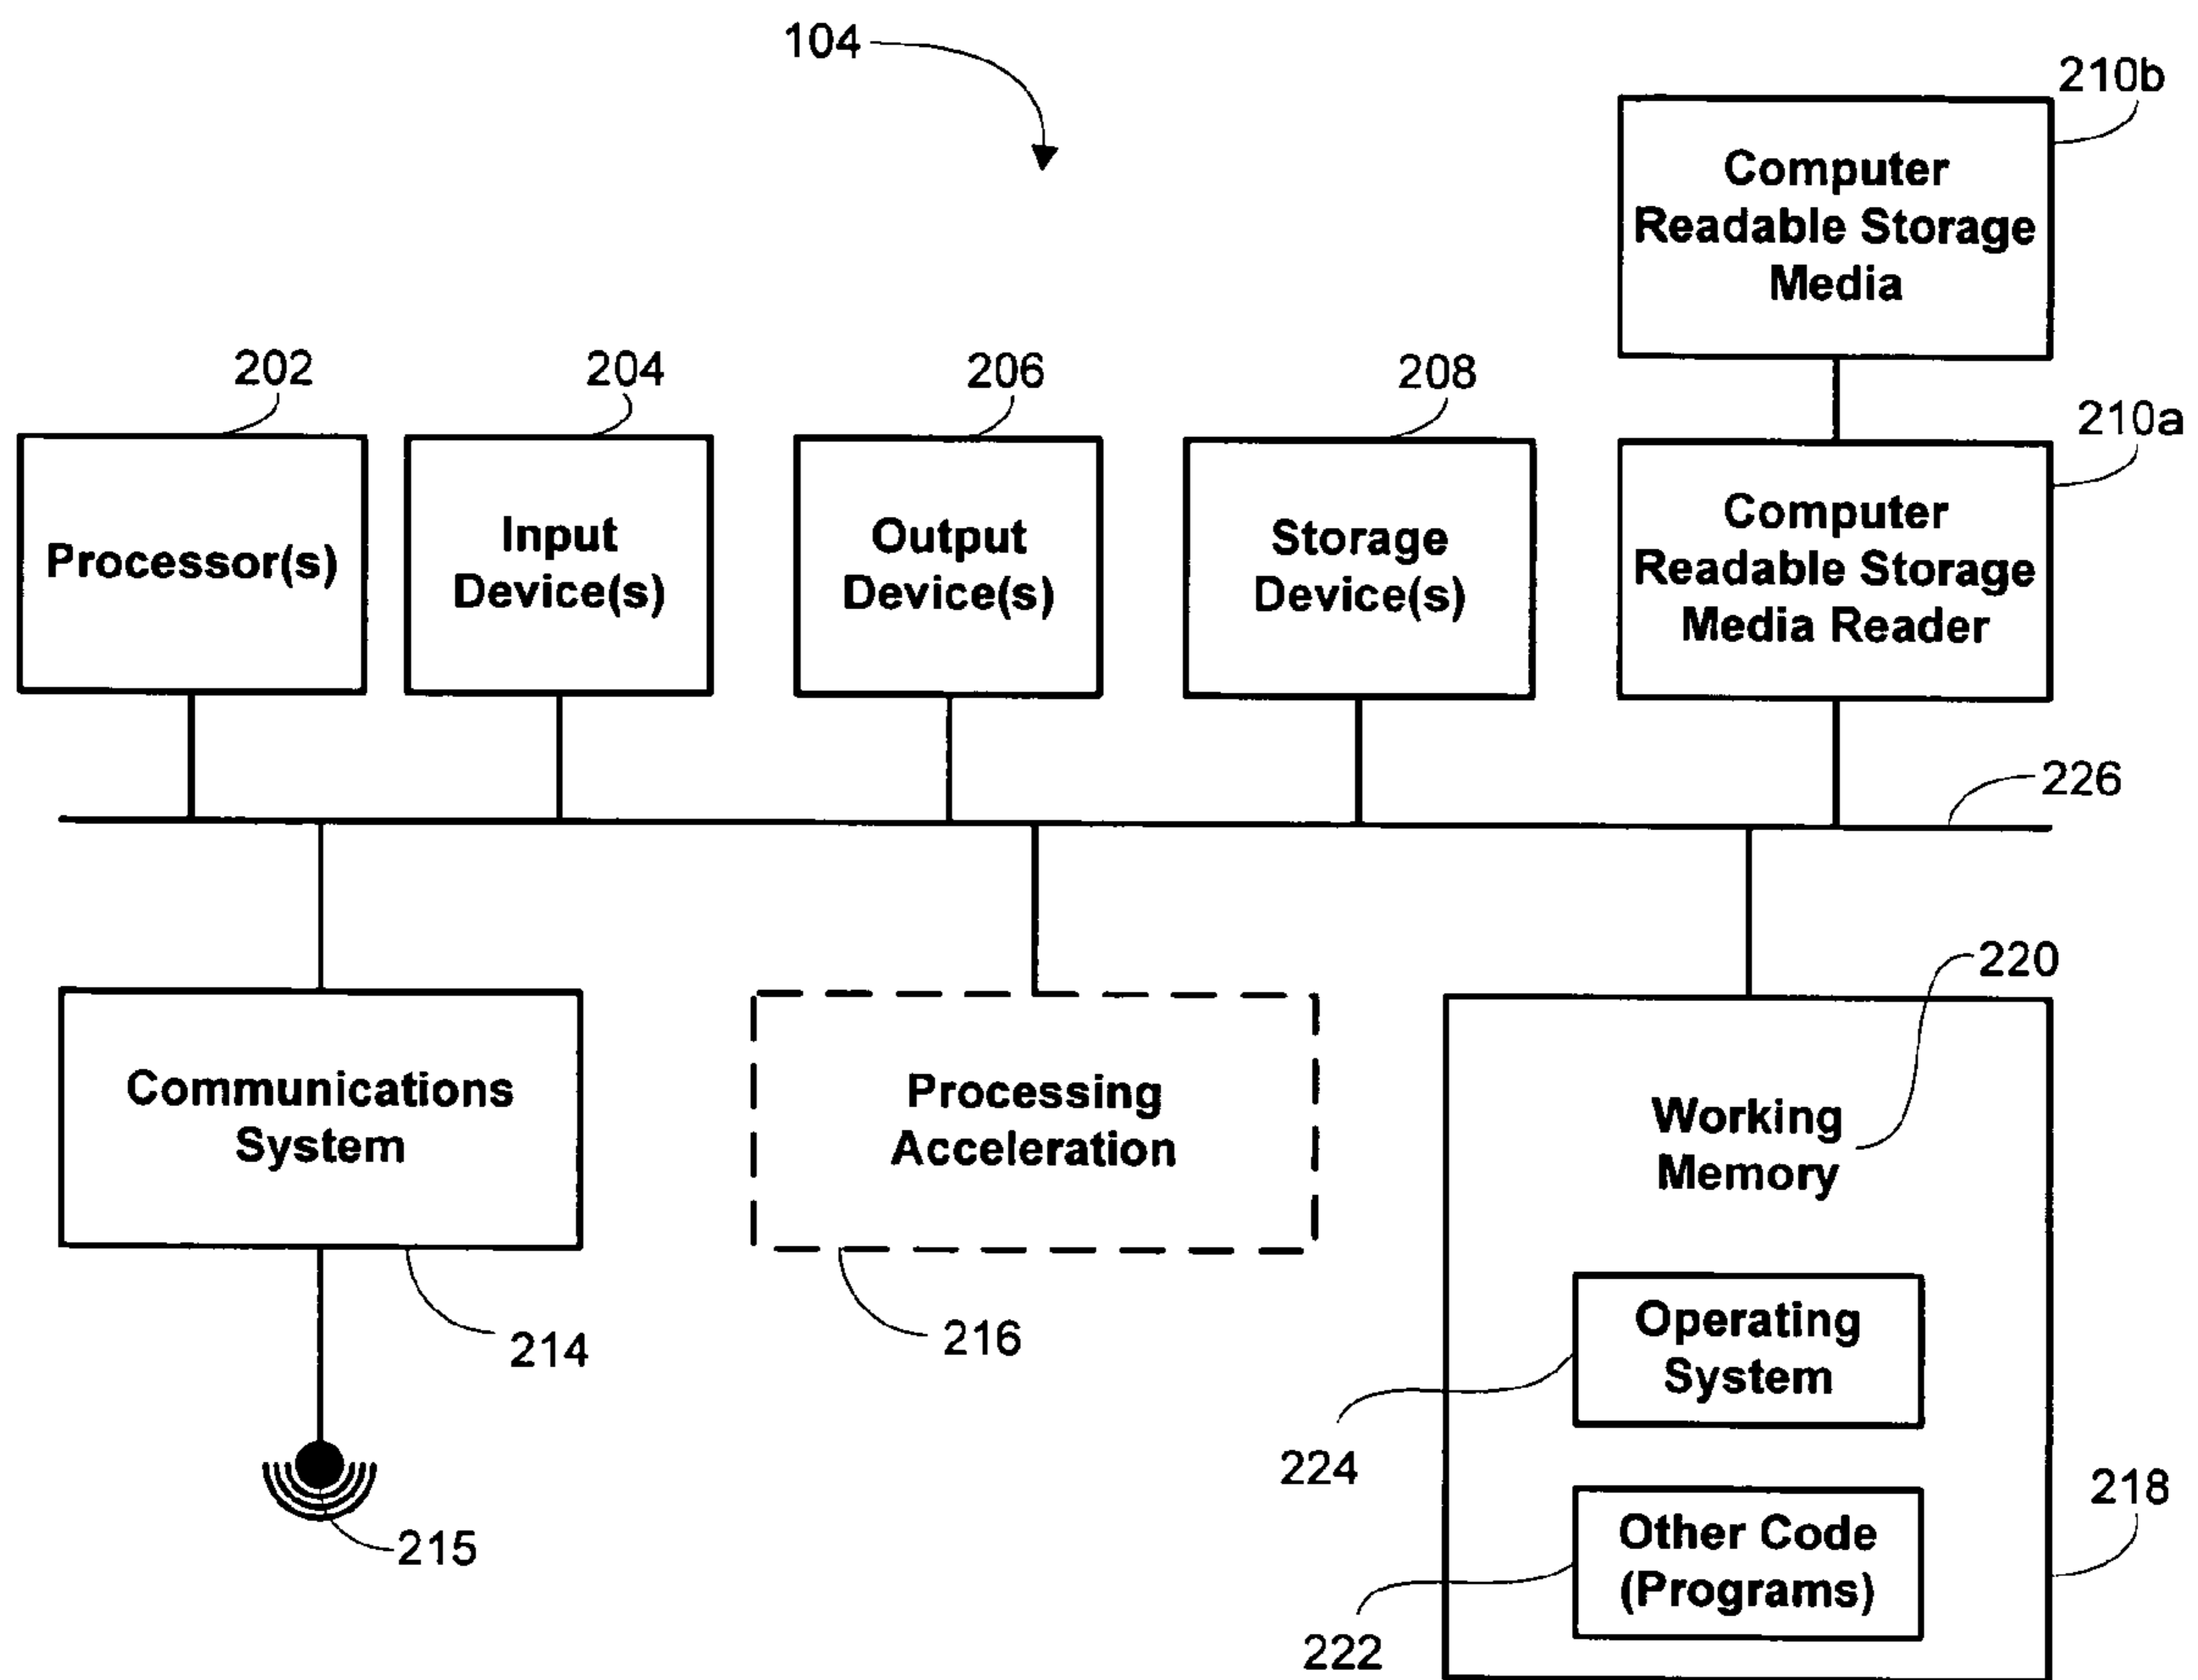 104
210b
Computer
Readable Storage
Media
202
204
206
208
210a
Processor(s)
Input
Device(s)
Output
Device(s)
Storage
Device(s)
Computer
Readable Storage
Media Reader
226
220
Communications
System
Processing
Acceleration
Working
Memory
214
216
Operating
System
224
218
Other Code
(Programs)
215
222